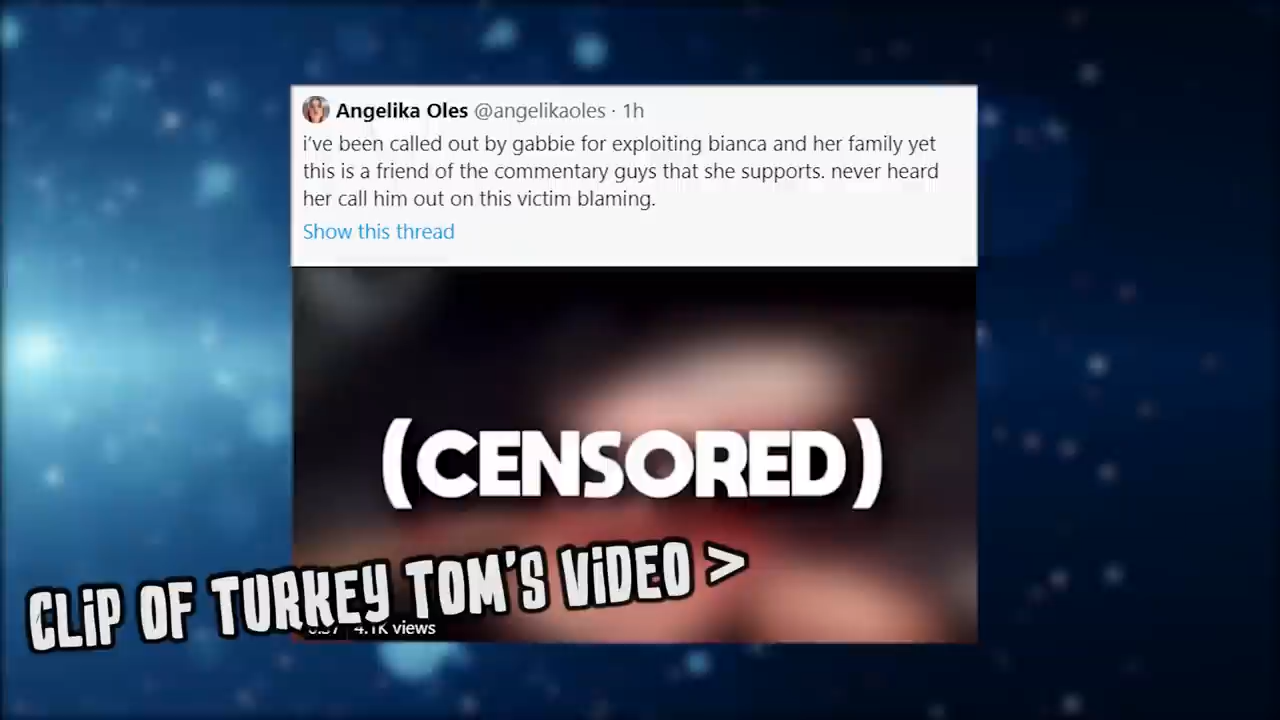 Angelika Oles @angelikaoles · 1h
i've been called out by gabbie for exploiting bianca and her family yet
this is a friend of the commentary guys that she supports. never heard
her call him out on this victim blaming.
Show this thread
(CENSORED)
CLiP OF TURKEY TOM'S ViDEO >
4.1K views